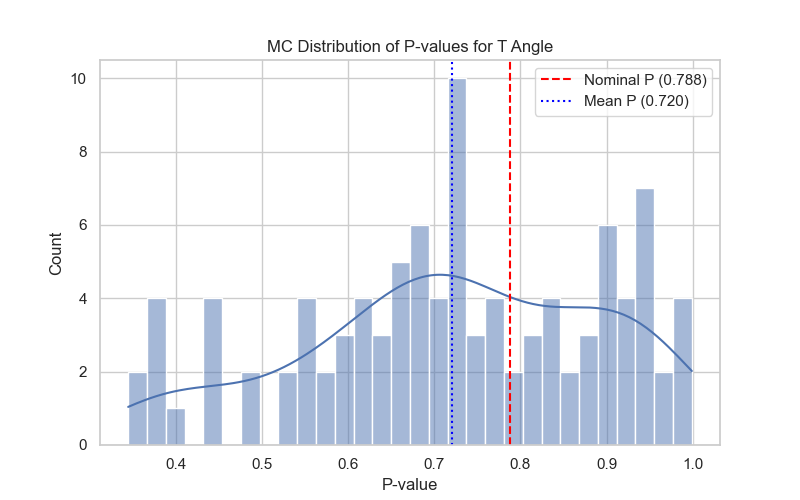 MC Distribution of P-values for T Angle
Nominal P (0.788)
Mean P (0.720)
Count
10
8
6
4
2
0
0.4 0.5 0.6 0.7 0.8 0.9 1.0
P-value